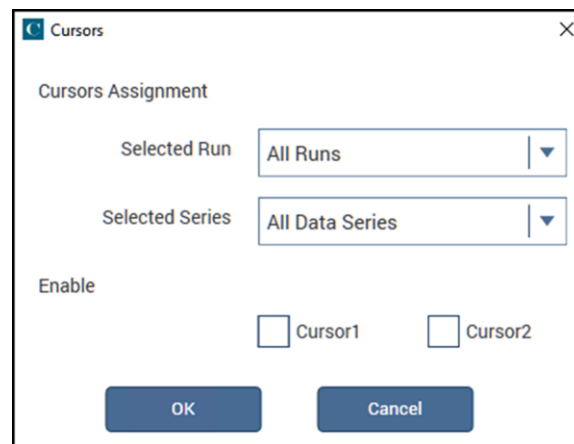 C Cursors
Cursors Assignment
Selected Run All Runs
Selected Series All Data Series
Enable
Cursor1 Cursor2
OK Cancel